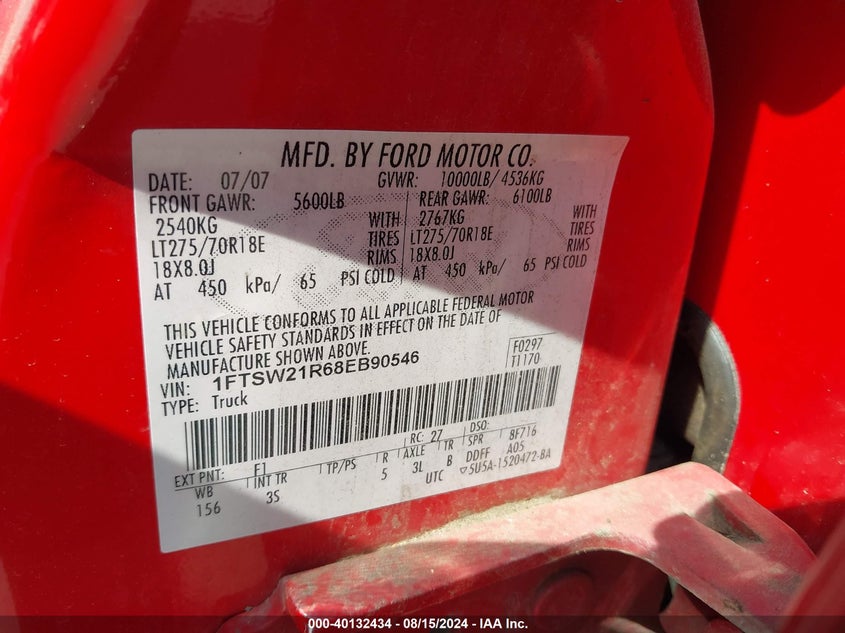 MFD. BY FORD MOTOR CO.
DATE: 07/07 GVWR: 10000LB/ 4536KG
FRONT GAWR: 5600LB REAR GAWR: 6100LB
2540KG WITH 2767KG WITH
LT275/70R18E TIRES LT275/70R18E TIRES
18X8.0J RIMS 18X8.0J RIMS
AT 450 kPa/ 65 PSI COLD AT 450 kPa/ 65 PSI COLD
THIS VEHICLE CONFORMS TO ALL APPLICABLE FEDERAL MOTOR
VEHICLE SAFETY STANDARDS IN EFFECT ON THE DATE OF
MANUFACTURE SHOWN ABOVE.
F0297
VIN: 1FTSW21R68EB90546 T1170
TYPE: Truck
EXT PNT: F1 RC: 27 DSO: 8F716
WB INT TR TP/PS R AXLE TR SPR A05
156 3S 5 3L B DDFF
UTC ▽5U5A-1520472-BA
000-40132434 - 08/15/2024 - IAA Inc.